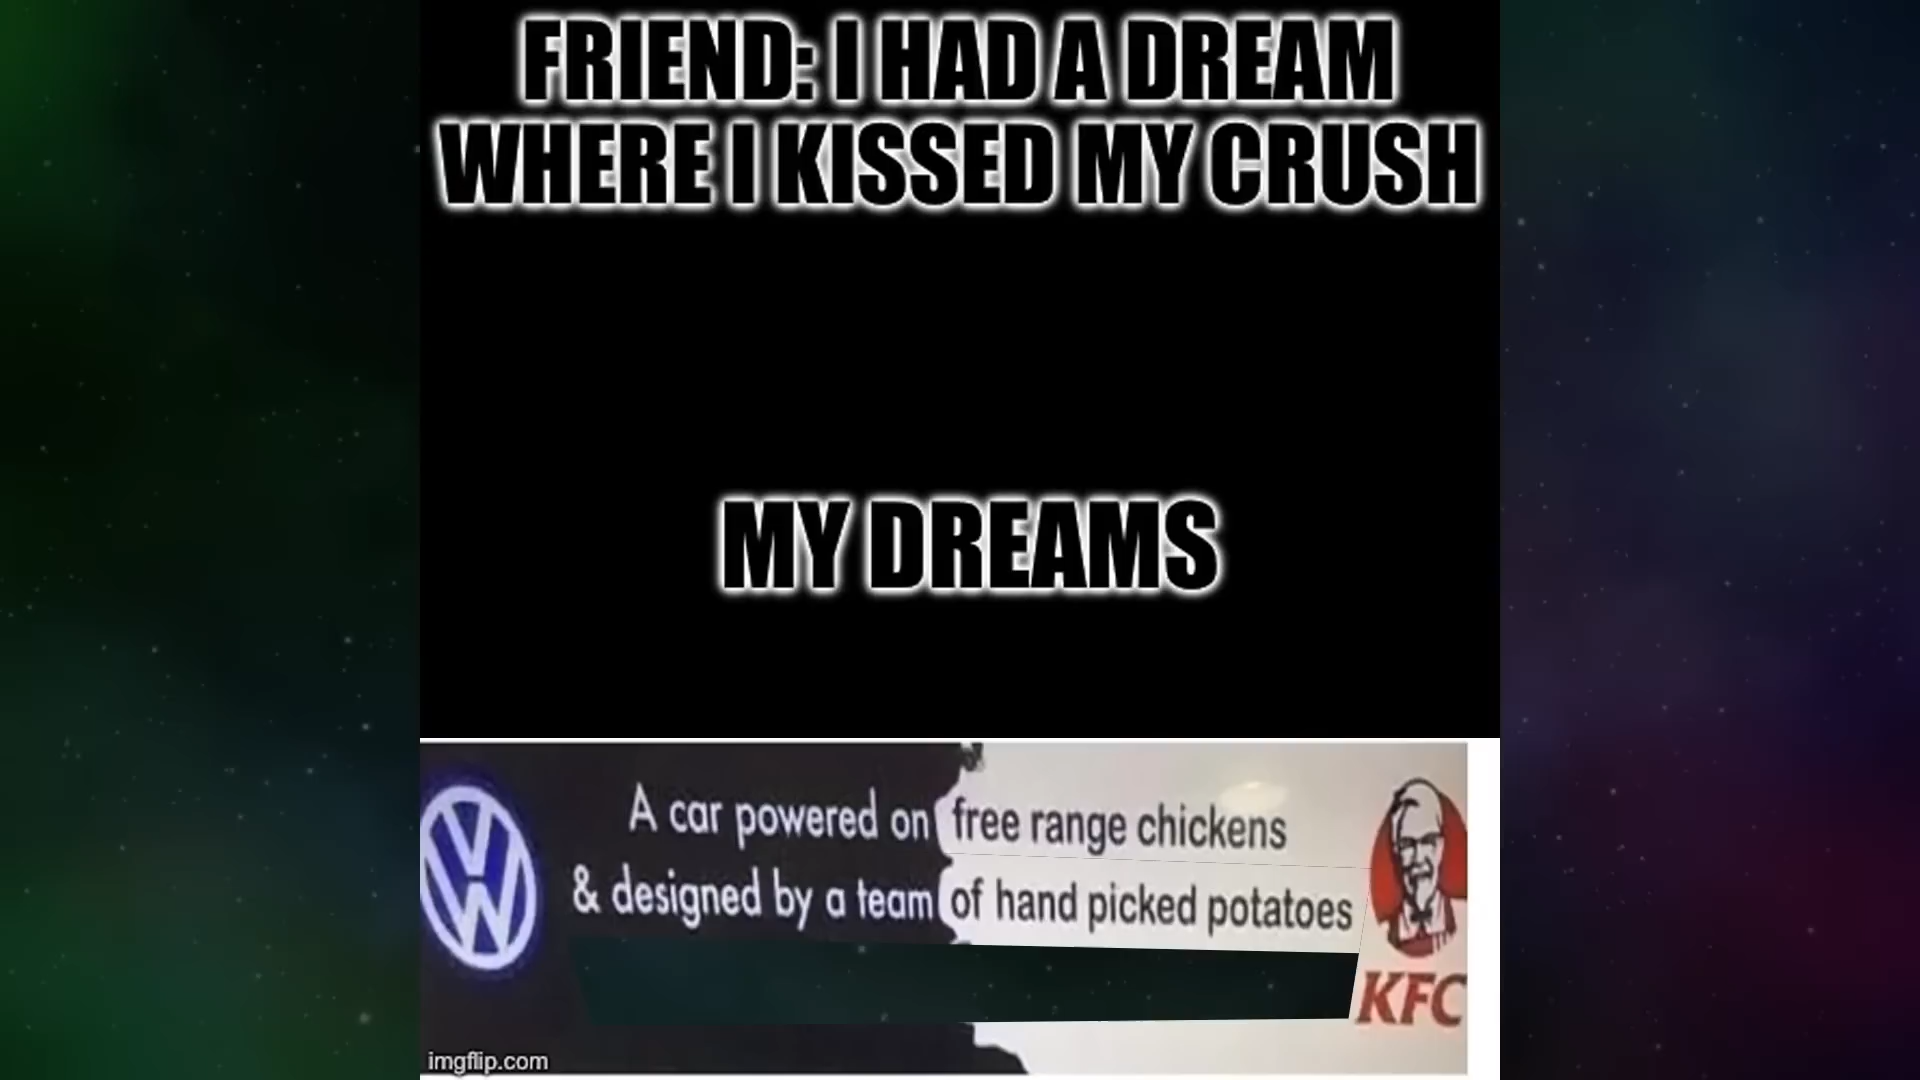 FRIEND: I HAD A DREAM
WHERE I KISSED MY CRUSH
MY DREAMS
A car powered on free range chickens
& designed by a team of hand picked potatoes
KFC
imgflip.com